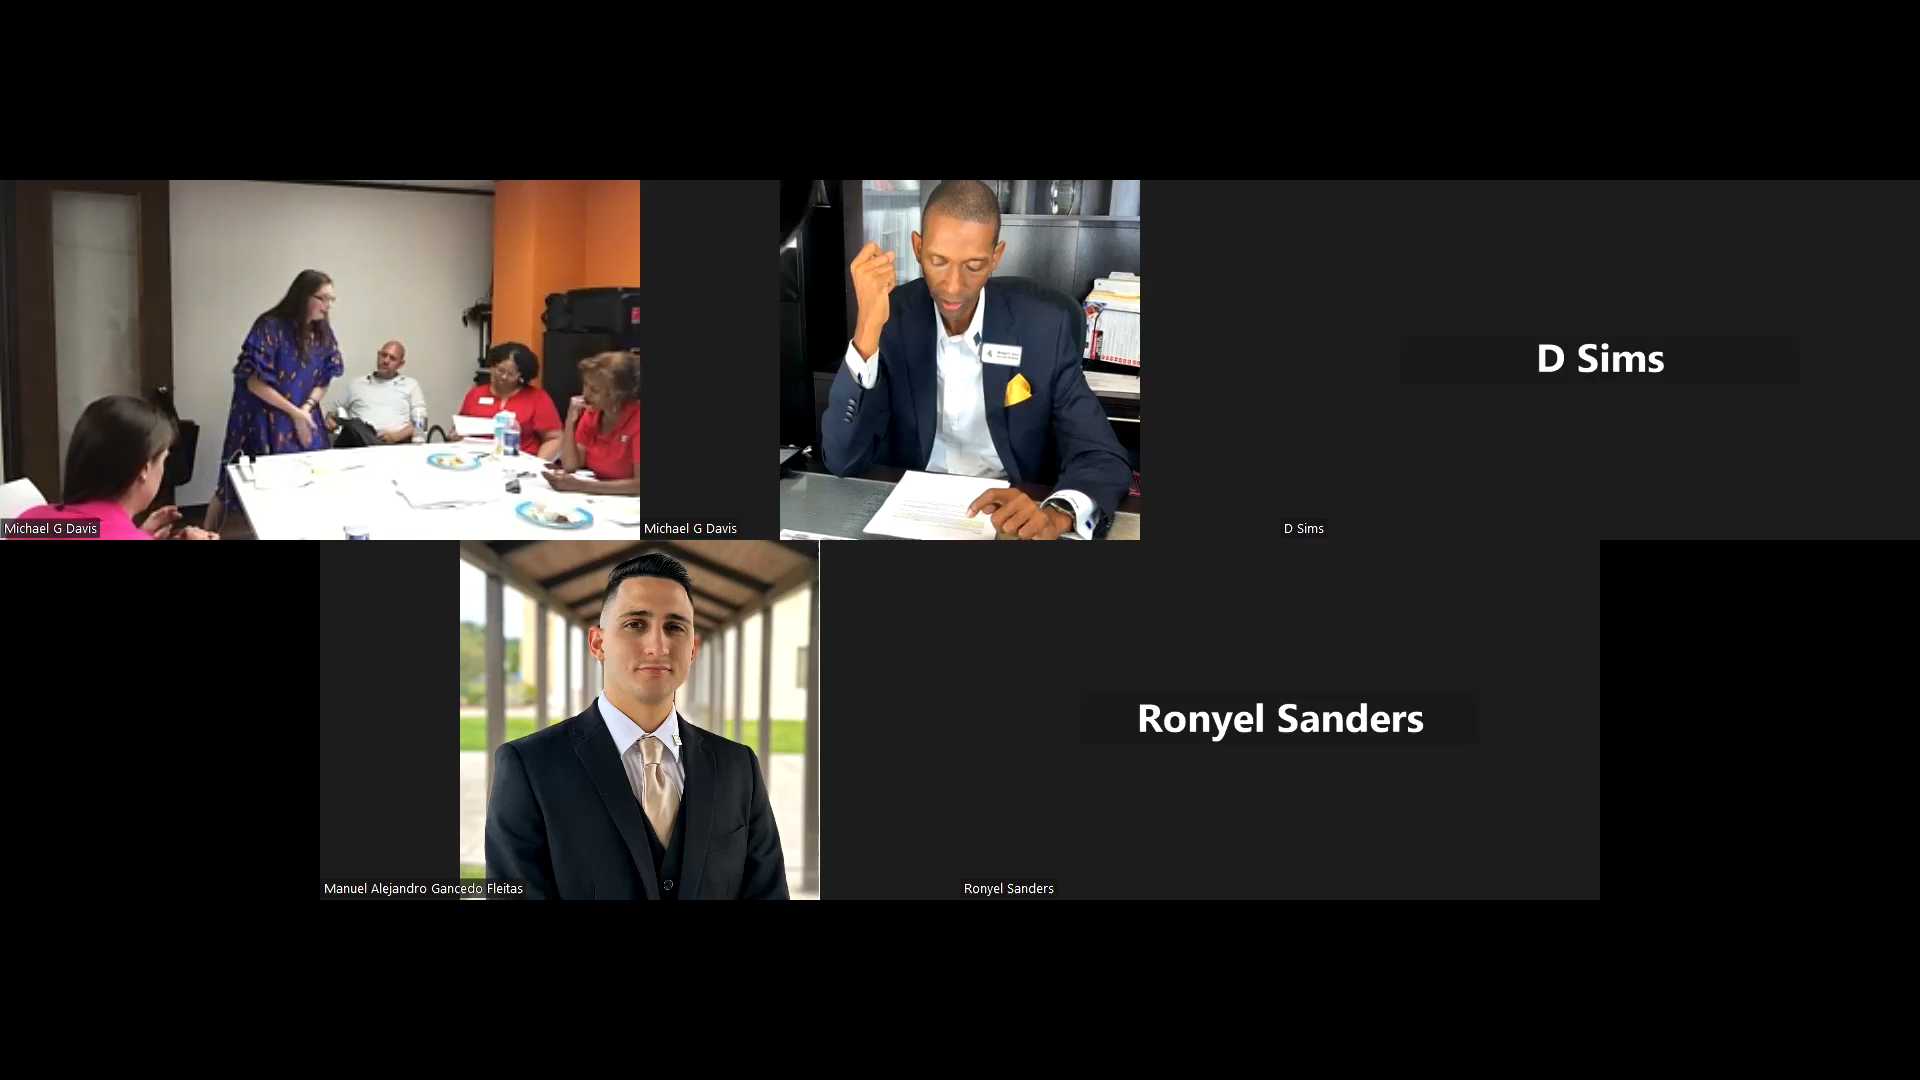 D Sims
Michael G Davis
Michael G Davis
D Sims
Ronyel Sanders
Manuel Alejandro Gancedo Fleitas
Ronyel Sanders